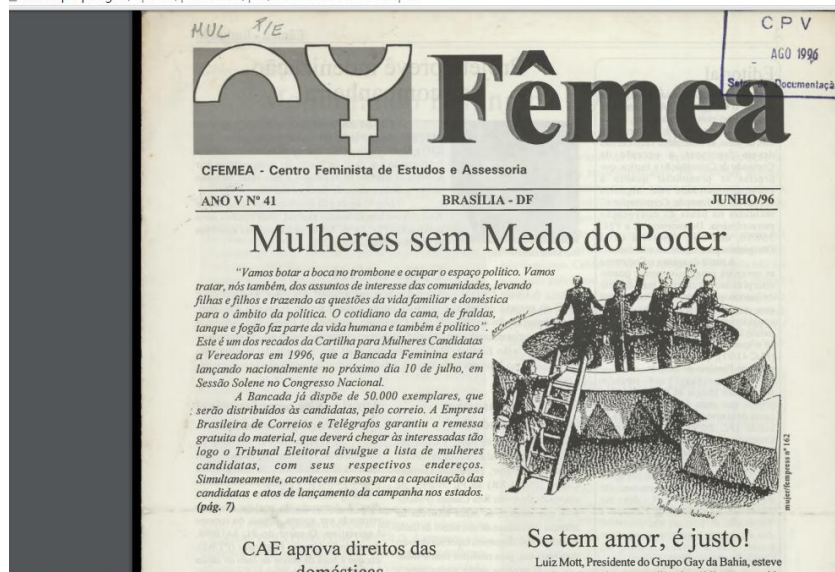 MUL P/E
CPV
AGO 1996
Setor de Documentaçã
Fêmea
CFEMEA - Centro Feminista de Estudos e Assessoria
ANO V Nº 41 BRASÍLIA - DF JUNHO/96
Mulheres sem Medo do Poder
"Vamos botar a boca no trombone e ocupar o espaço político. Vamos
tratar, nós também, dos assuntos de interesse das comunidades, levando
filhas e filhos e trazendo as questões da vida familiar e doméstica
para o âmbito da política. O cotidiano da cama, de fraldas,
tanque e fogão faz parte da vida humana e também é político".
Este é um dos recados da Cartilha para Mulheres Candidatas
a Vereadoras em 1996, que a Bancada Feminina estará
lançando nacionalmente no próximo dia 10 de julho, em
Sessão Solene no Congresso Nacional.
A Bancada já dispõe de 50.000 exemplares, que
serão distribuídos às candidatas, pelo correio. A Empresa
Brasileira de Correios e Telégrafos garantiu a remessa
gratuita do material, que deverá chegar às interessadas tão
logo o Tribunal Eleitoral divulgue a lista de mulheres
candidatas, com seus respectivos endereços.
Simultaneamente, acontecem cursos para a capacitação das
candidatas e atos de lançamento da campanha nos estados.
(pág. 7)
mujer/fempress nº 162
CAE aprova direitos das
domésticas
Se tem amor, é justo!
Luiz Mott, Presidente do Grupo Gay da Bahia, esteve